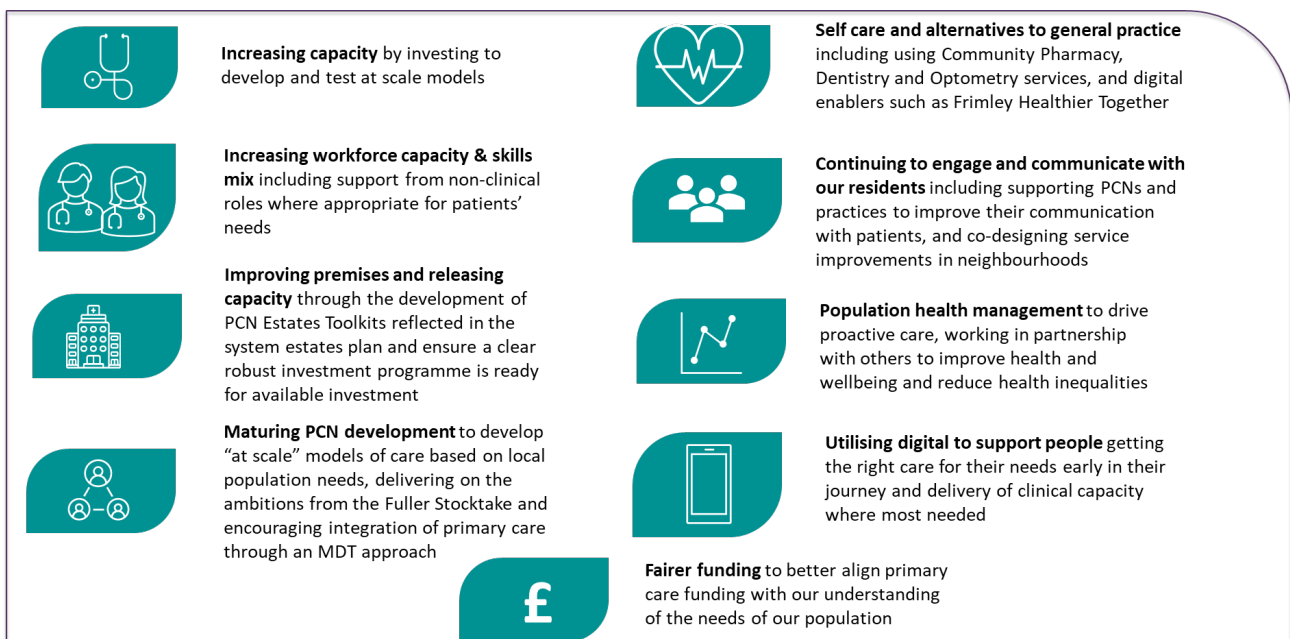 Increasing capacity by investing to
develop and test at scale models
Increasing workforce capacity & skills
mix including support from non-clinical
roles where appropriate for patients’
needs
Improving premises and releasing
capacity through the development of
PCN Estates Toolkits reflected in the
system estates plan and ensure a clear
robust investment programme is ready
for available investment
Maturing PCN development to develop
“at scale” models of care based on local
population needs, delivering on the
ambitions from the Fuller Stocktake and
encouraging integration of primary care
through an MDT approach
Self care and alternatives to general practice
including using Community Pharmacy,
Dentistry and Optometry services, and digital
enablers such as Frimley Healthier Together
Continuing to engage and communicate with
our residents including supporting PCNs and
practices to improve their communication
with patients, and co-designing service
improvements in neighbourhoods
Population health management to drive
proactive care, working in partnership
with others to improve health and
wellbeing and reduce health inequalities
Utilising digital to support people getting
the right care for their needs early in their
journey and delivery of clinical capacity
where most needed
£
Fairer funding to better align primary
care funding with our understanding
of the needs of our population